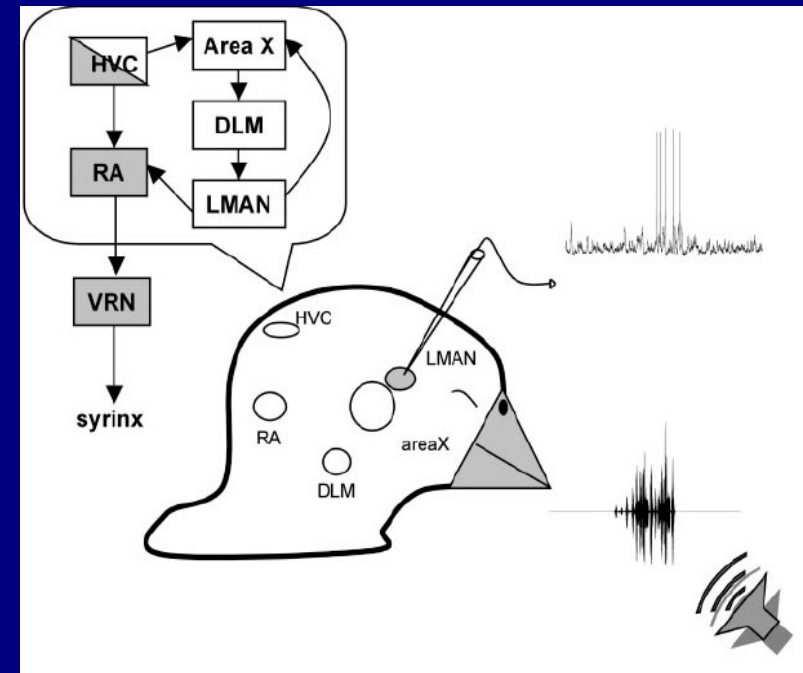 HVC
Area X
DLM
RA
LMAN
VRN
syrinx
HVC
LMAN
RA
areaX
DLM